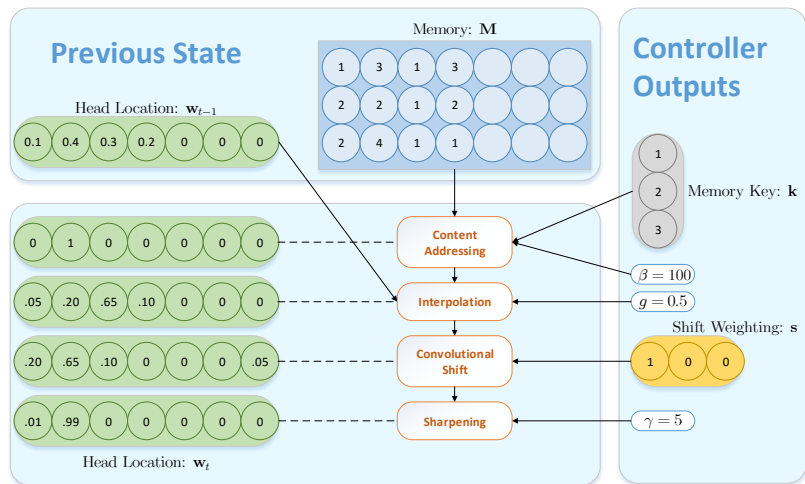 Previous State
Memory: M
1 3 1 3
2 2 1 2
2 4 1 1
Head Location: w_{t−1}
0.1 0.4 0.3 0.2 0 0 0
Controller
Outputs
1
2
3
Memory Key: k
0 1 0 0 0 0 0
Content
Addressing
β = 100
.05 .20 .65 .10 0 0 0
Interpolation
g = 0.5
Shift Weighting: s
.20 .65 .10 0 0 0 .05
Convolutional
Shift
1 0 0
.01 .99 0 0 0 0 0
Sharpening
γ = 5
Head Location: w_t